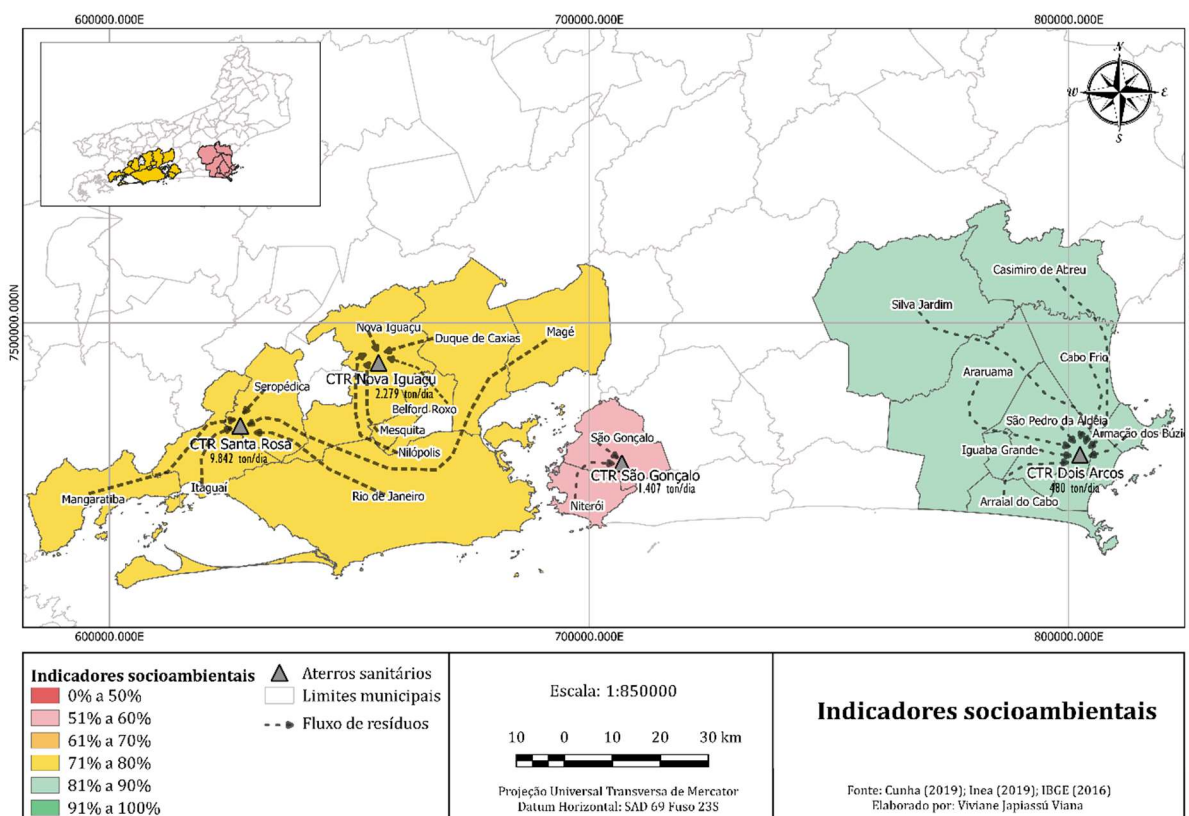 600000.000E 700000.000E 800000.000E
N
W E
S
7500000.000N
Casimiro de Abreu
Silva Jardim
Nova Iguaçu
Duque de Caxias
Magé
Cabo Frio
Araruama
CTR Nova Iguaçu
2.279 ton/dia
Seropédica
Belford Roxo
São Pedro da Aldeia
Armação dos Búzi
Mesquita
São Gonçalo
CTR Santa Rosa
9.842 ton/dia
Nilópolis
Iguaba Grande
CTR São Gonçalo
1.407 ton/dia
CTR Dois Arcos
480 ton/dia
Itaguaí
Mangaratiba
Rio de Janeiro
Niterói
Arraial do Cabo
600000.000E 700000.000E 800000.000E
Indicadores socioambientais
0% a 50%
51% a 60%
61% a 70%
71% a 80%
81% a 90%
91% a 100%
Aterros sanitários
Limites municipais
Fluxo de resíduos
Escala: 1:850000
10 0 10 20 30 km
Projeção Universal Transversa de Mercator
Datum Horizontal: SAD 69 Fuso 23S
Indicadores socioambientais
Fonte: Cunha (2019); Inea (2019); IBGE (2016)
Elaborado por: Viviane Japiassú Viana